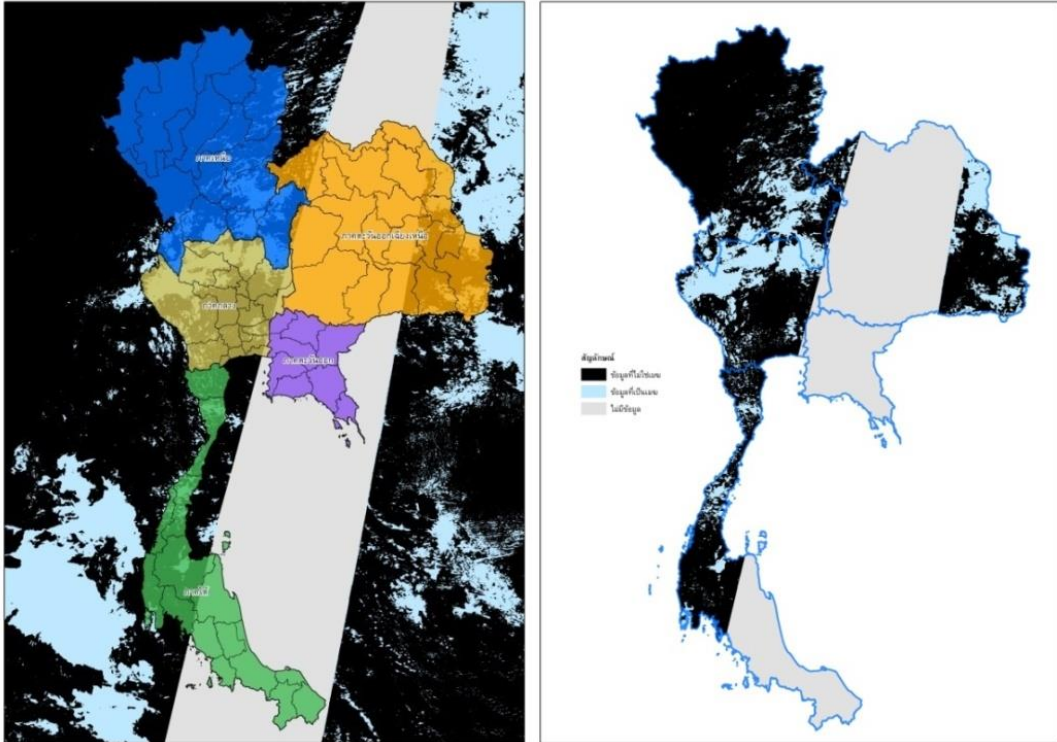 ภาคเหนือ
ภาคตะวันออกเฉียงเหนือ
ภาคกลาง
ภาคตะวันออก
ภาคใต้
สัญลักษณ์
ข้อมูลที่ไม่ใช่เมฆ
ข้อมูลที่เป็นเมฆ
ไม่มีข้อมูล